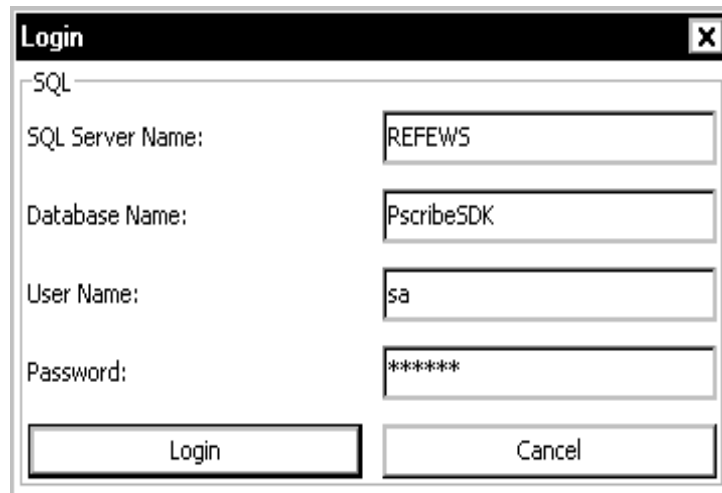 Login
SQL
SQL Server Name: REFEWS
Database Name: PscribeSDK
User Name: sa
Password: ******
Login Cancel